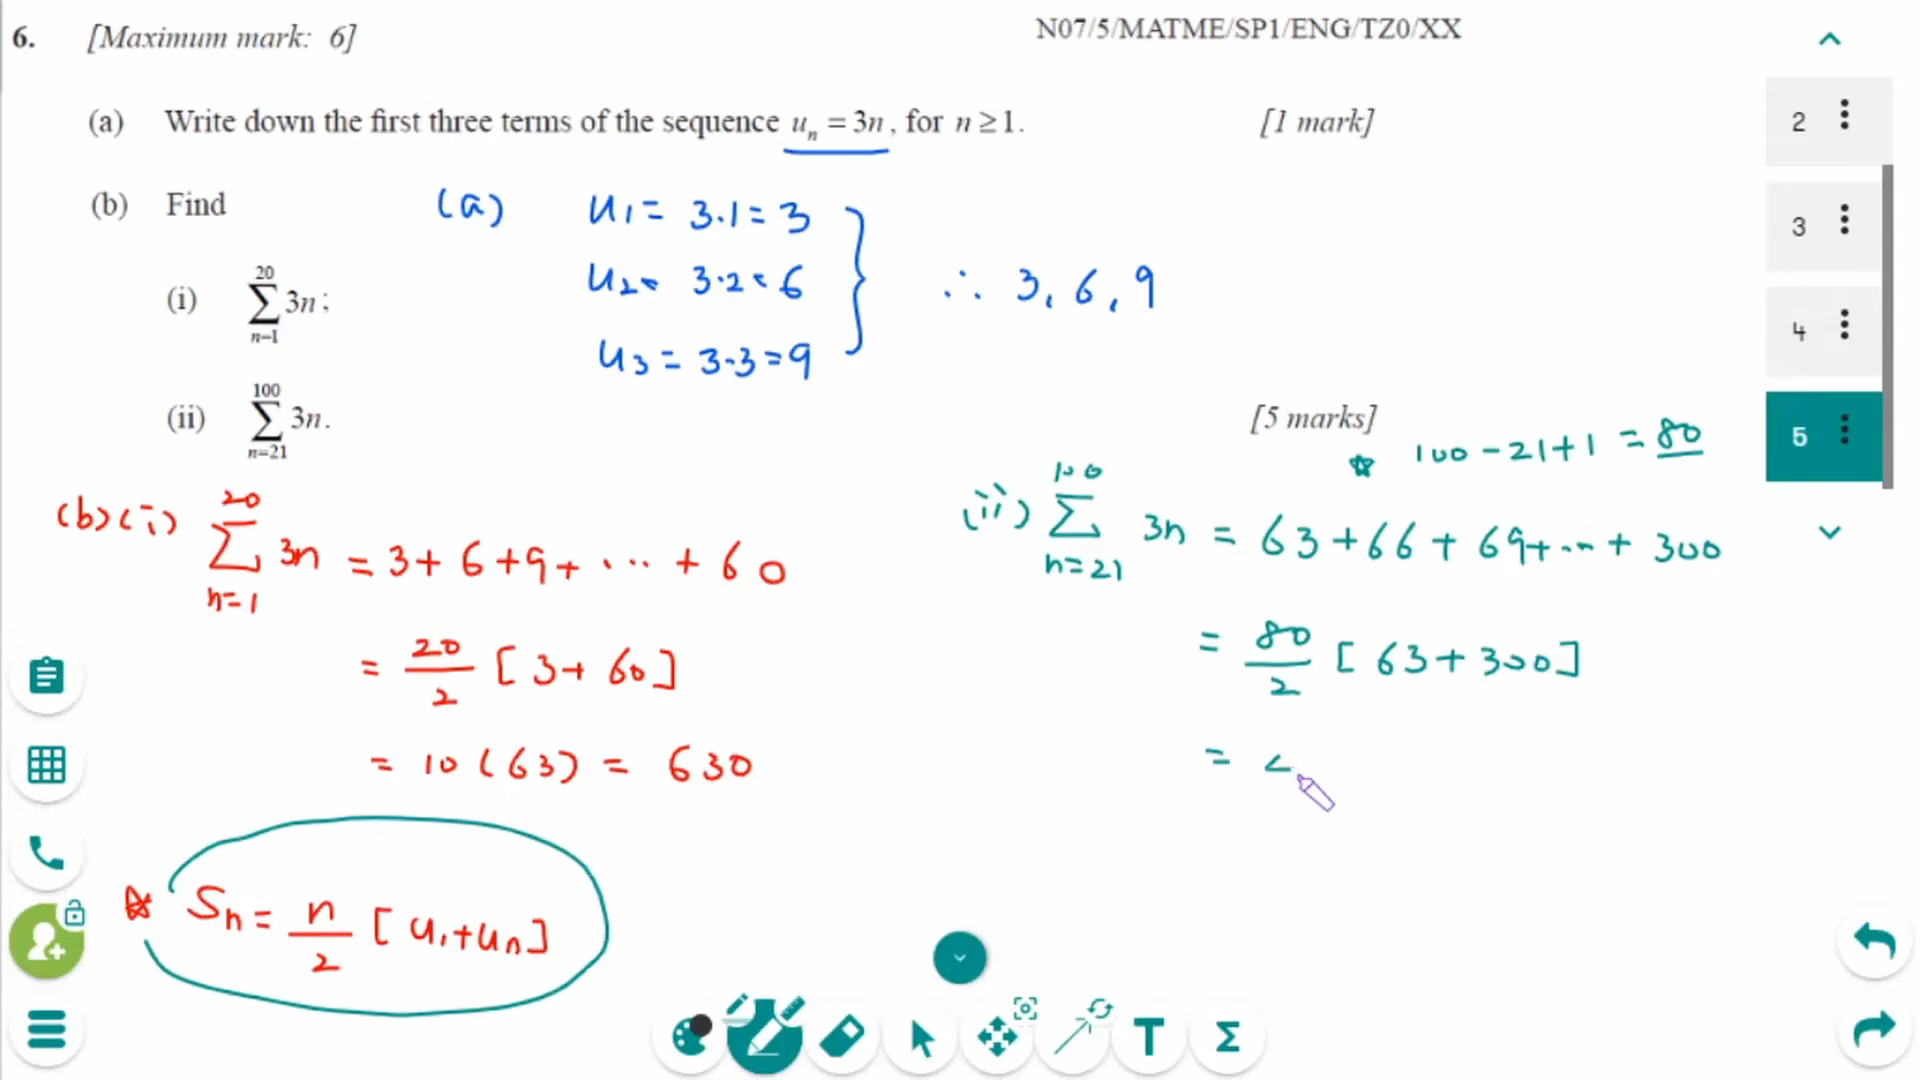 6. [Maximum mark: 6] N07/5/MATME/SP1/ENG/TZ0/XX
(a) Write down the first three terms of the sequence uₙ = 3n, for n ≥ 1. [1 mark]
(b) Find
(i) ∑ 20 n=1 3n;
(ii) ∑ 100 n=21 3n.
[5 marks]
(a) u1 = 3·1 = 3
u2 = 3·2 = 6
u3 = 3·3 = 9
∴ 3, 6, 9
(b)(i) ∑ 20 n=1 3n = 3 + 6 + 9 + ... + 60
= 20/2 [3 + 60]
= 10 (63) = 630
☆ Sn = n/2 [u1 + un]
☆ 100 - 21 + 1 = 80
(ii) ∑ 100 n=21 3n = 63 + 66 + 69 + ... + 300
= 80/2 [63 + 300]
=
2
3
4
5
T
Σ